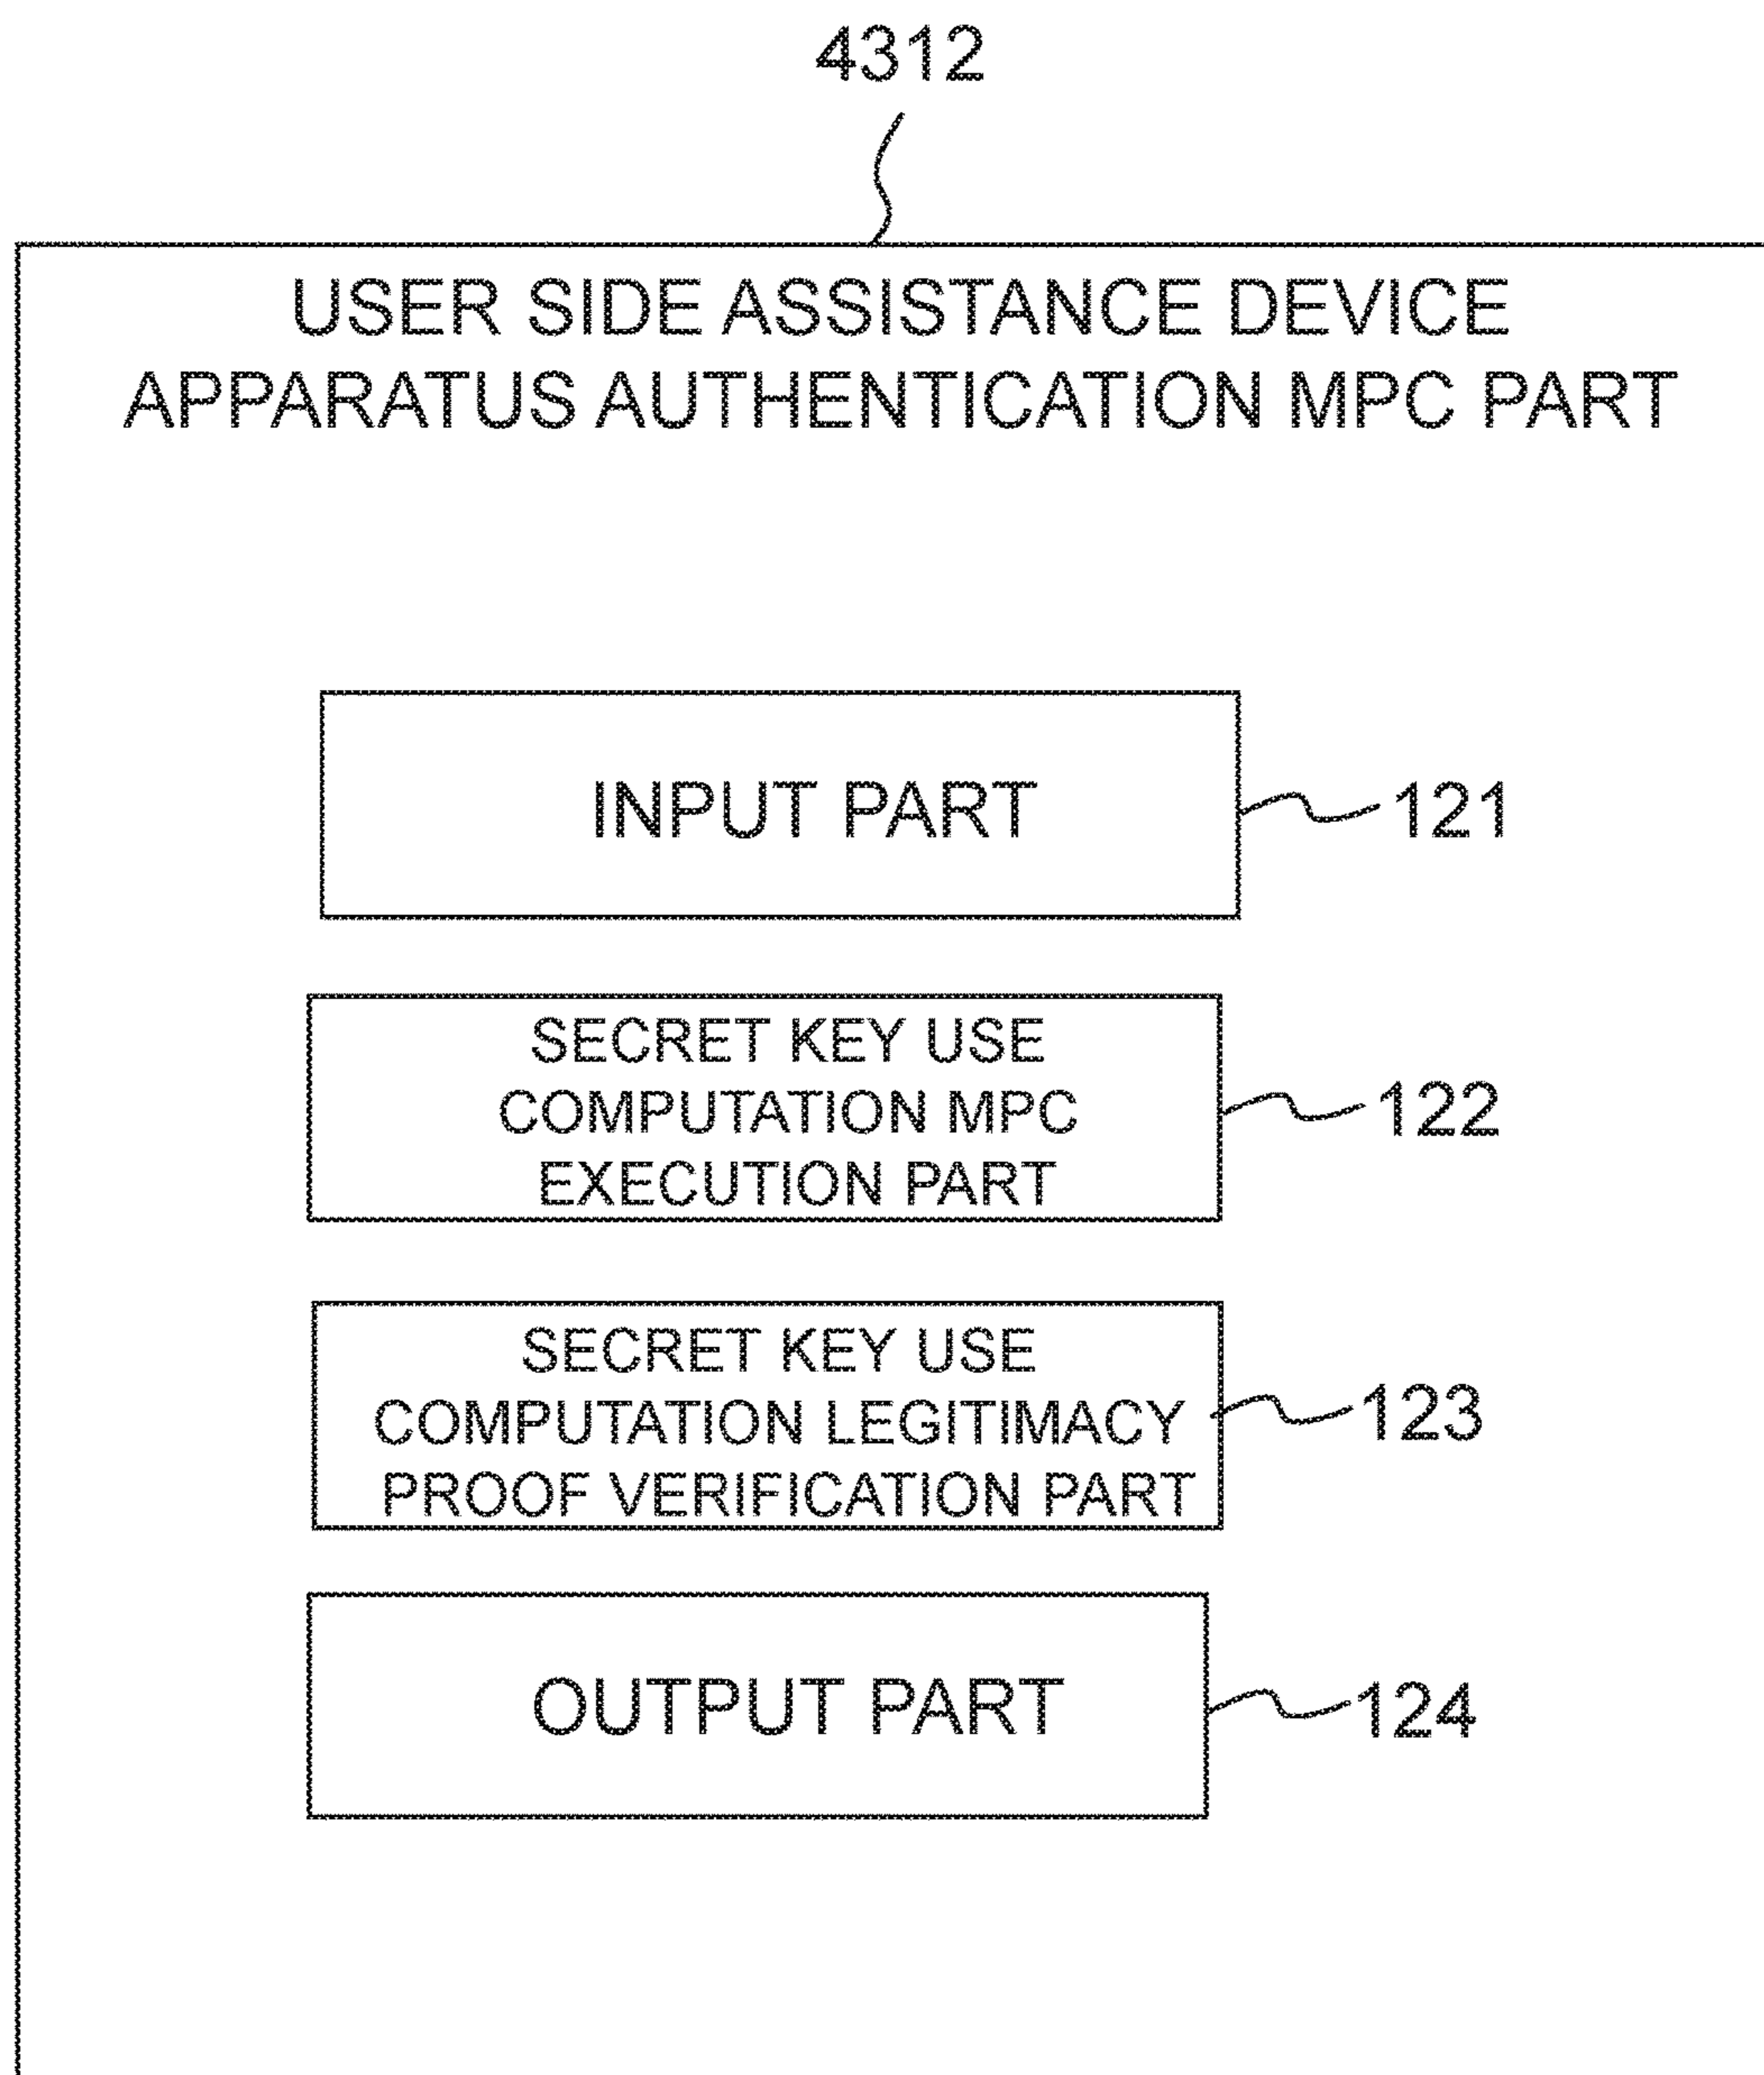 4312
USER SIDE ASSISTANCE DEVICE
APPARATUS AUTHENTICATION MPC PART
INPUT PART
121
SECRET KEY USE
COMPUTATION MPC
EXECUTION PART
122
SECRET KEY USE
COMPUTATION LEGITIMACY
PROOF VERIFICATION PART
123
OUTPUT PART
124